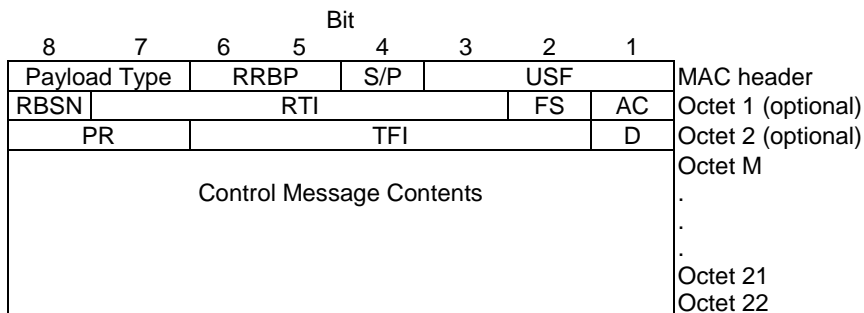 Bit
8 7 6 5 4 3 2 1
Payload Type RRBP S/P USF MAC header
RBSN RTI FS AC Octet 1 (optional)
PR TFI D Octet 2 (optional)
Octet M
Control Message Contents .
.
.
Octet 21
Octet 22